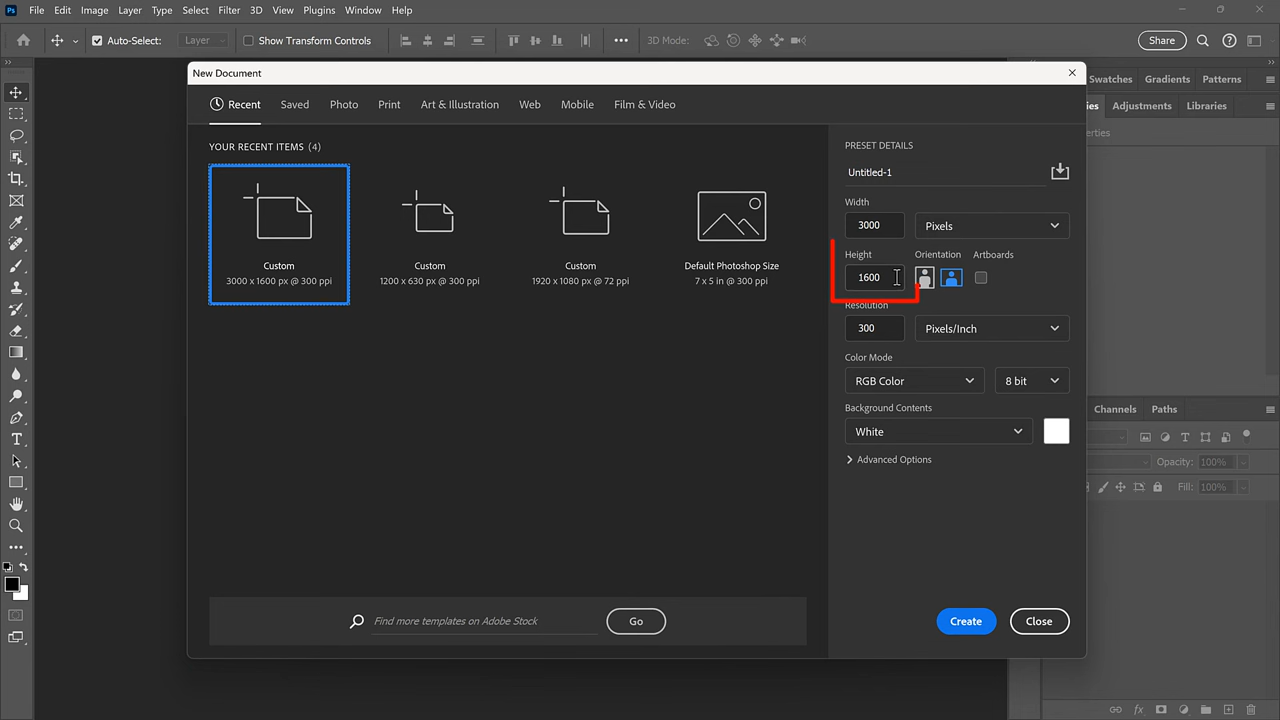 Ps File Edit Image Layer Type Select Filter 3D View Plugins Window Help
Auto-Select: Layer Show Transform Controls 3D Mode: Share
New Document
Swatches Gradients Patterns
Recent Saved Photo Print Art & Illustration Web Mobile Film & Video
ies Adjustments Libraries
perties
YOUR RECENT ITEMS (4)
Custom
3000 x 1600 px @ 300 ppi
Custom
1200 x 630 px @ 300 ppi
Custom
1920 x 1080 px @ 72 ppi
Default Photoshop Size
7 x 5 in @ 300 ppi
PRESET DETAILS
Untitled-1
Width
3000 Pixels
Height Orientation Artboards
1600
Resolution
300 Pixels/Inch
Color Mode
RGB Color 8 bit
Background Contents
White
Advanced Options
Channels Paths
Opacity: 100%
Fill: 100%
Find more templates on Adobe Stock Go
Create Close
fx